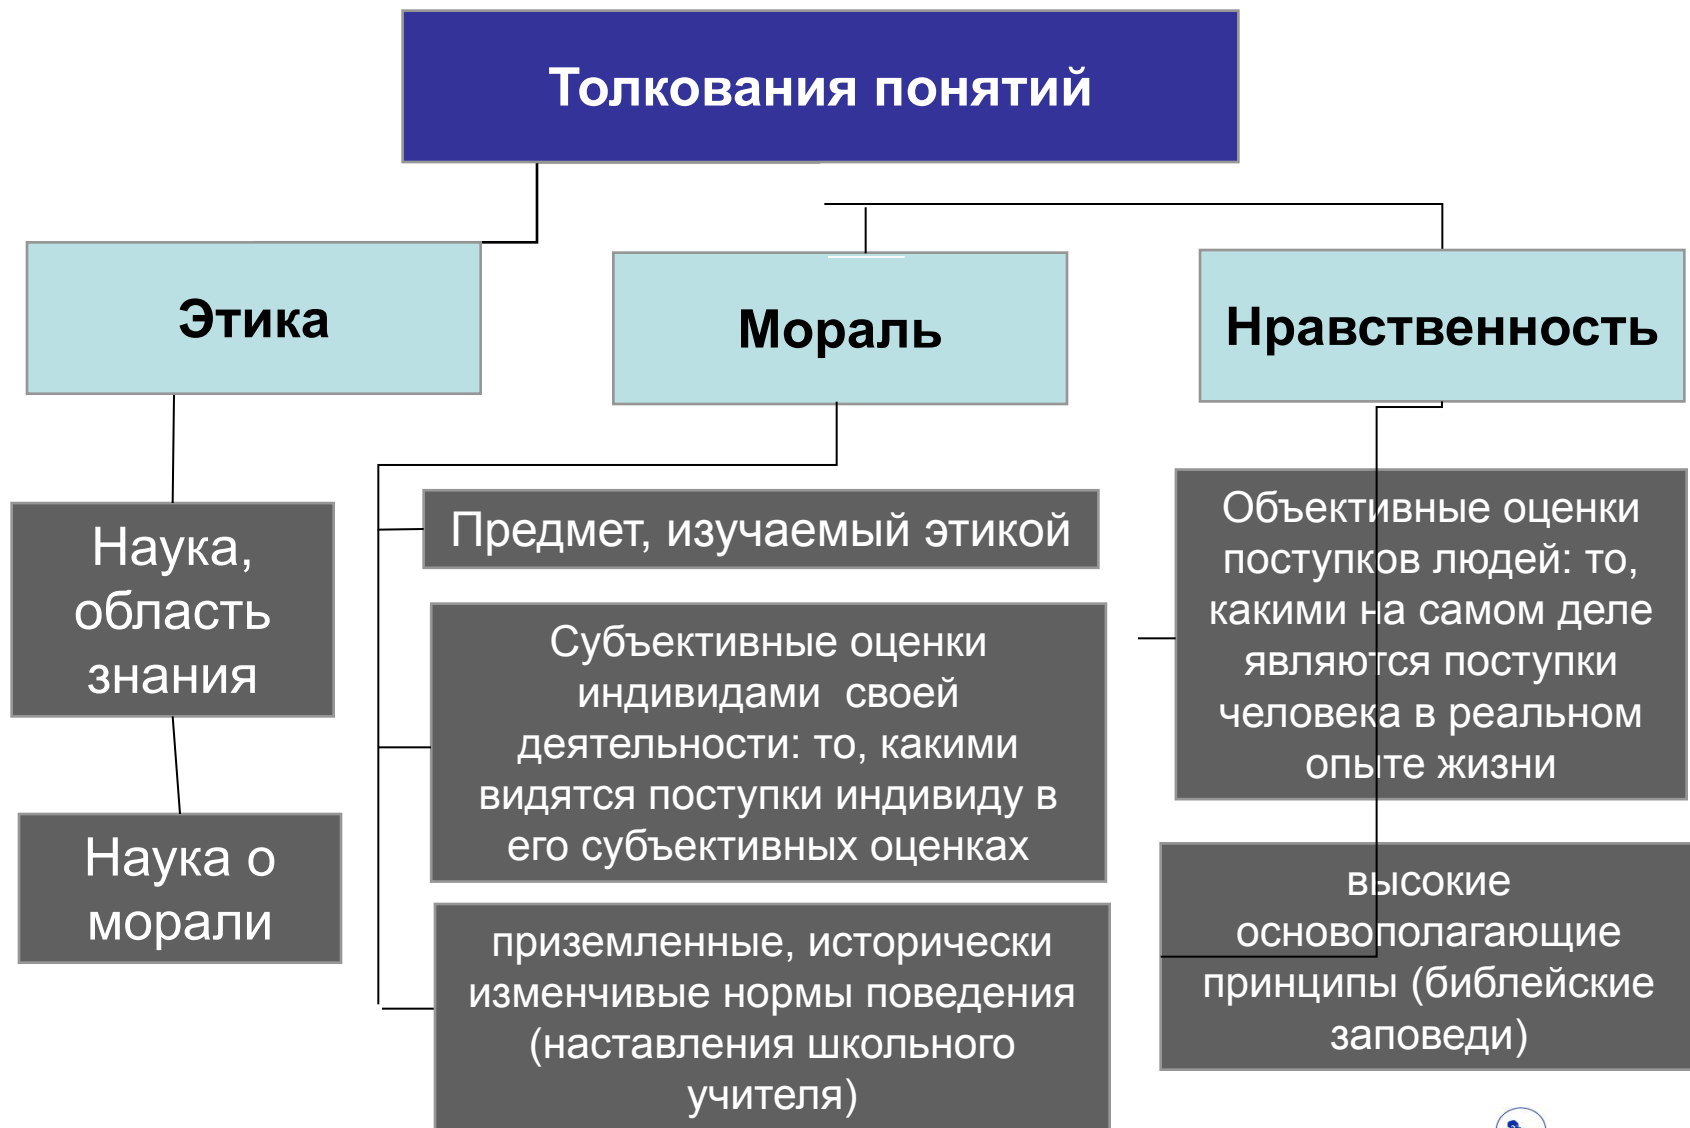 Толкования понятий
Этика
Мораль
Нравственность
Наука,
область
знания
Наука о
морали
Предмет, изучаемый этикой
Субъективные оценки
индивидами своей
деятельности: то, какими
видятся поступки индивиду в
его субъективных оценках
приземленные, исторически
изменчивые нормы поведения
(наставления школьного
учителя)
Объективные оценки
поступков людей: то,
какими на самом деле
являются поступки
человека в реальном
опыте жизни
высокие
основополагающие
принципы (библейские
заповеди)